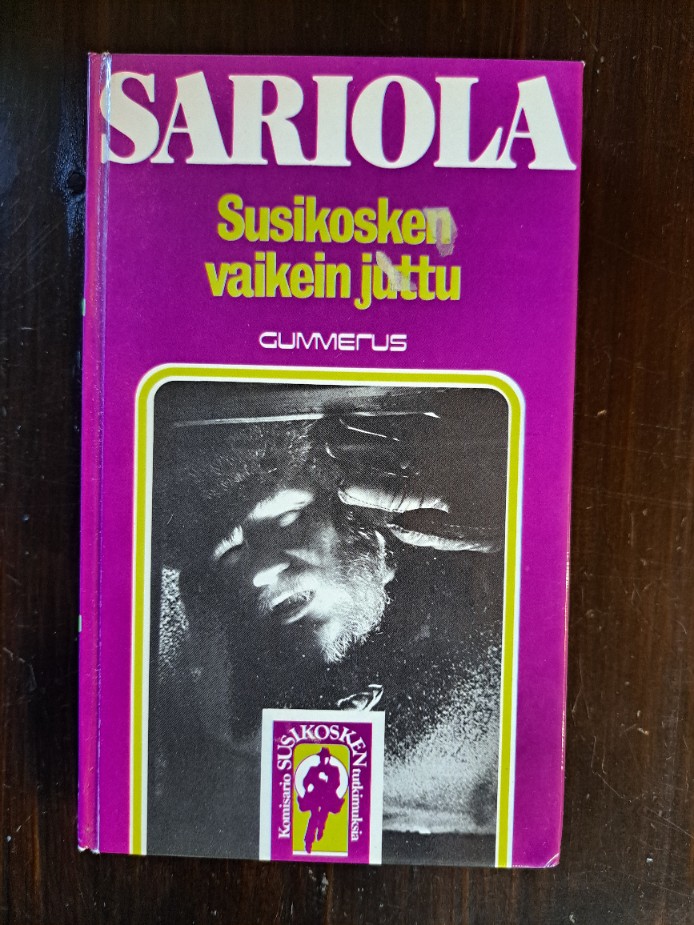 SARIOLA
Susikosken
vaikein juttu
GUMMERUS
Komisario SUSIKOSKEN tutkimuksia